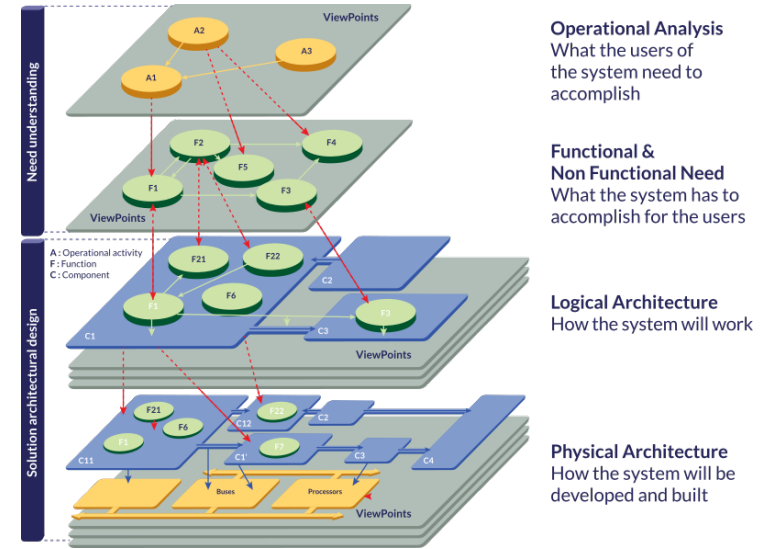 ViewPoints
A2
A3
A1
Operational Analysis
What the users of
the system need to
accomplish
Need understanding
F2
F4
F5
F1
F3
ViewPoints
Functional &
Non Functional Need
What the system has to
accomplish for the users
A : Operational activity
F : Function
C : Component
F21
F22
C2
F6
F1
F3
C1
C3
ViewPoints
Logical Architecture
How the system will work
Solution architectural design
F21
F22
C2
F6
C12
F1
F7
C11
C1'
C3
C4
Buses
Processors
ViewPoints
Physical Architecture
How the system will be
developed and built